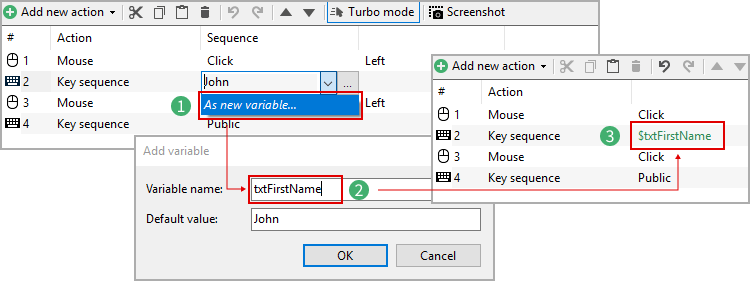 Add new action Turbo mode Screenshot
# Action Sequence
1 Mouse Click Left
2 Key sequence John ...
3 Mouse Left
As new variable...
1
4 Key sequence Public
Add variable
Variable name: txtFirstName
2
Default value: John
OK Cancel
Add new action
# Action
1 Mouse Click
2 Key sequence $txtFirstName
3
3 Mouse Click
4 Key sequence Public